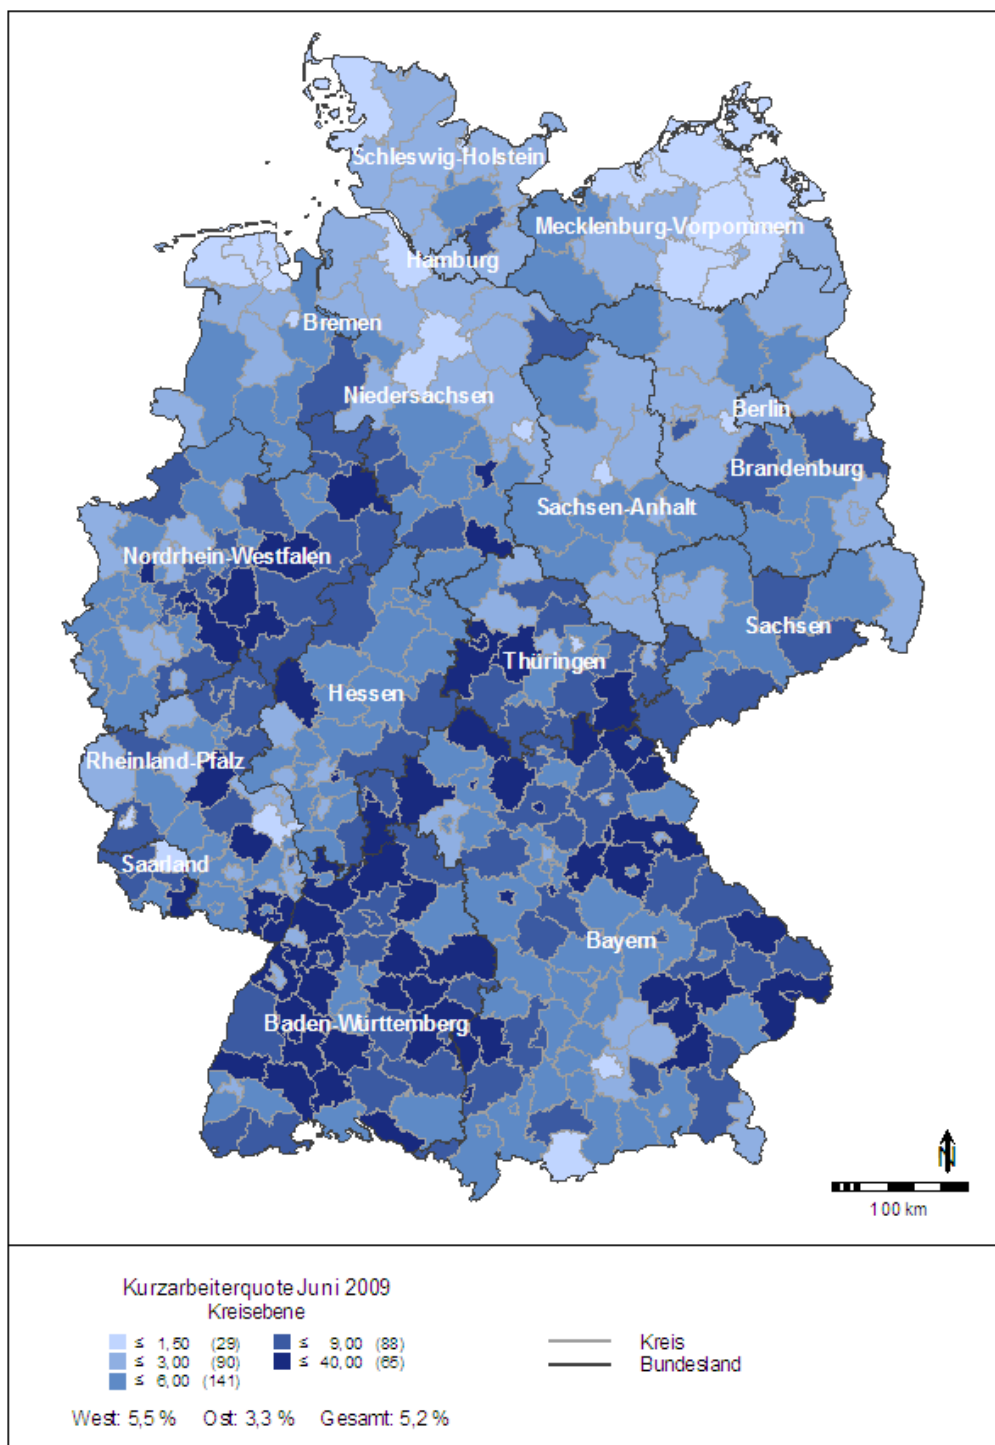 Schleswig-Holstein
Mecklenburg-Vorpommern
Hamburg
Bremen
Niedersachsen
Berlin
Brandenburg
Sachsen-Anhalt
Nordrhein-Westfalen
Sachsen
Thüringen
Hessen
Rheinland-Pfalz
Saarland
Bayern
Baden-Württemberg
N
100 km
Kurzarbeiterquote Juni 2009
Kreisebene
≤ 1,50 (29) ≤ 9,00 (88)
≤ 3,00 (90) ≤ 40,00 (65)
≤ 6,00 (141)
Kreis
Bundesland
West: 5,5 % Ost: 3,3 % Gesamt: 5,2 %